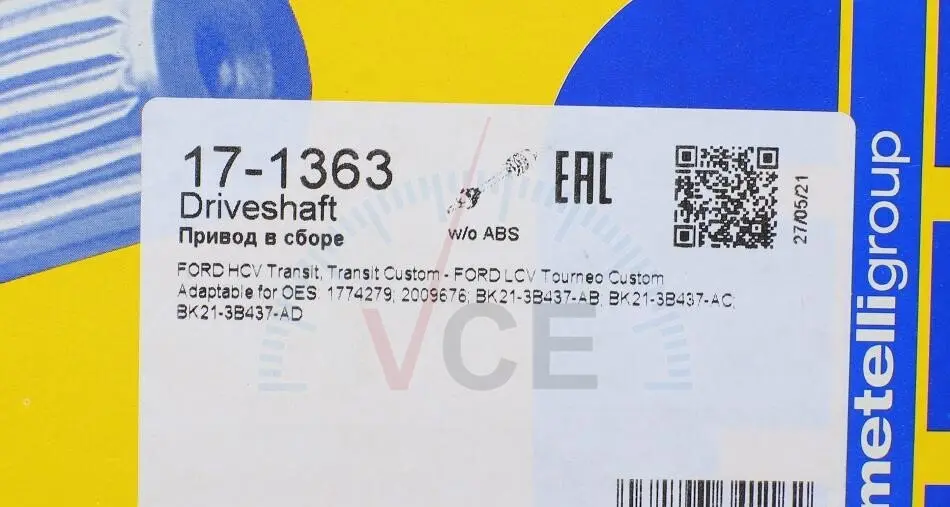 17-1363
Driveshaft
Привод в сборе
w/o ABS
EAC
27/05/21
FORD HCV Transit, Transit Custom - FORD LCV Tourneo Custom
Adaptable for OES: 1774279; 2009676; BK21-3B437-AB; BK21-3B437-AC;
BK21-3B437-AD
VCE
metelligroup